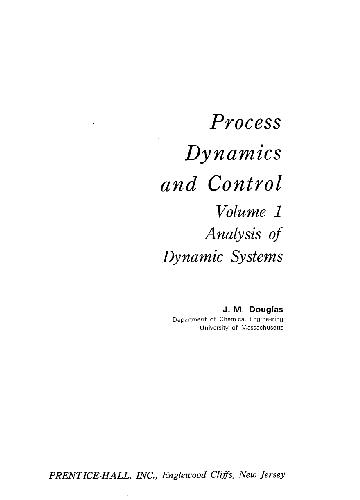 Process
Dynamics
and Control
Volume 1
Analysis of
Dynamic Systems
J. M. Douglas
Department of Chemical Engineering
University of Massachusetts
PRENTICE-HALL, INC., Englewood Cliffs, New Jersey